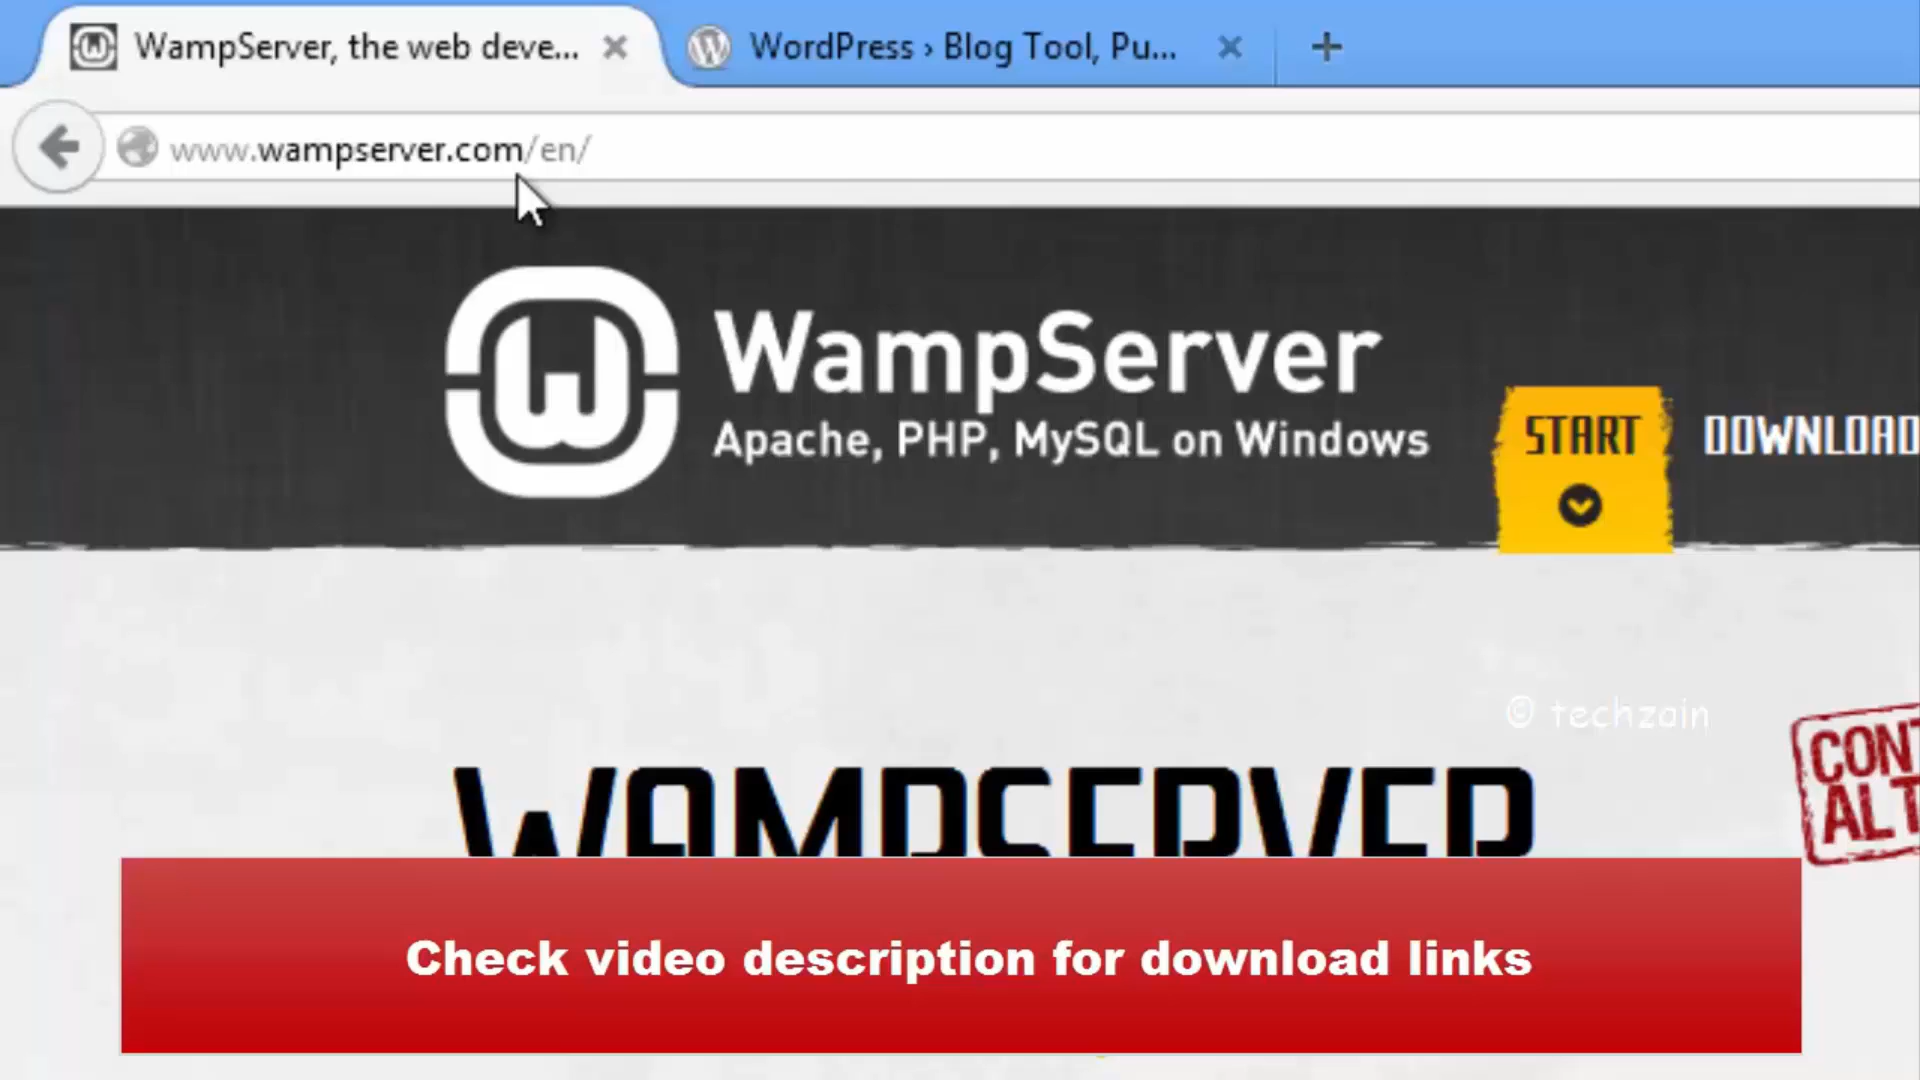 WampServer, the web deve...
WordPress › Blog Tool, Pu...
www.wampserver.com/en/
WampServer
Apache, PHP, MySQL on Windows
START
DOWNLOAD
© techzain
WAMPSERVER
Check video description for download links